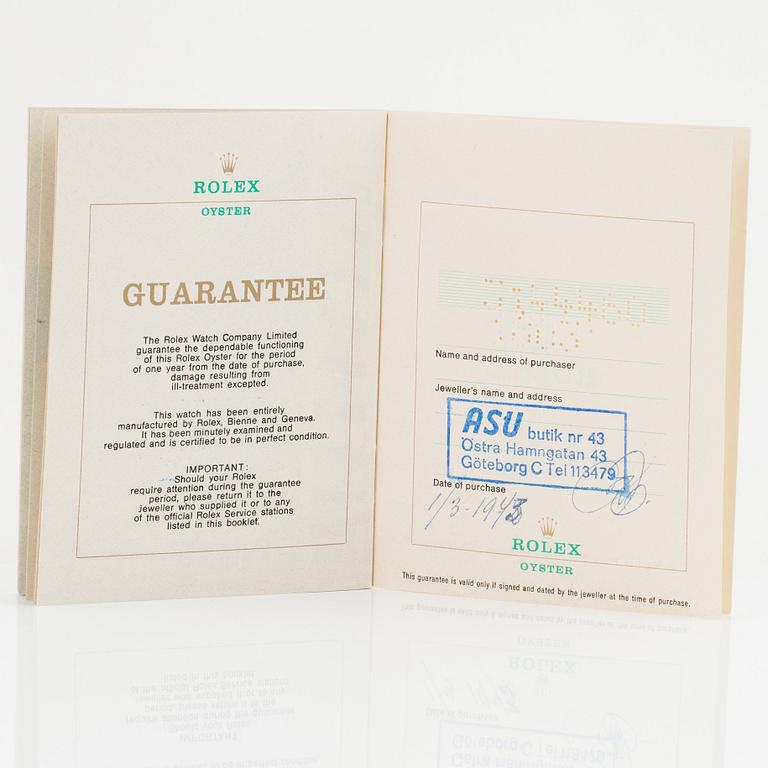 ROLEX
OYSTER
GUARANTEE
The Rolex Watch Company Limited
guarantee the dependable functioning
of this Rolex Oyster for the period
of one year from the date of purchase,
damage resulting from
ill-treatment excepted.
This watch has been entirely
manufactured by Rolex, Bienne and Geneva.
It has been minutely examined and
regulated and is certified to be in perfect condition.
IMPORTANT:
Should your Rolex
require attention during the guarantee
period, please return it to the
jeweller who supplied it or to any
of the official Rolex Service stations
listed in this booklet.
Name and address of purchaser
Jeweller's name and address
ASU butik nr 43
Östra Hamngatan 43
Göteborg C Tel 113479
Date of purchase
1/3-
ROLEX
OYSTER
This guarantee is valid only if signed and dated by the jeweller at the time of purchase.